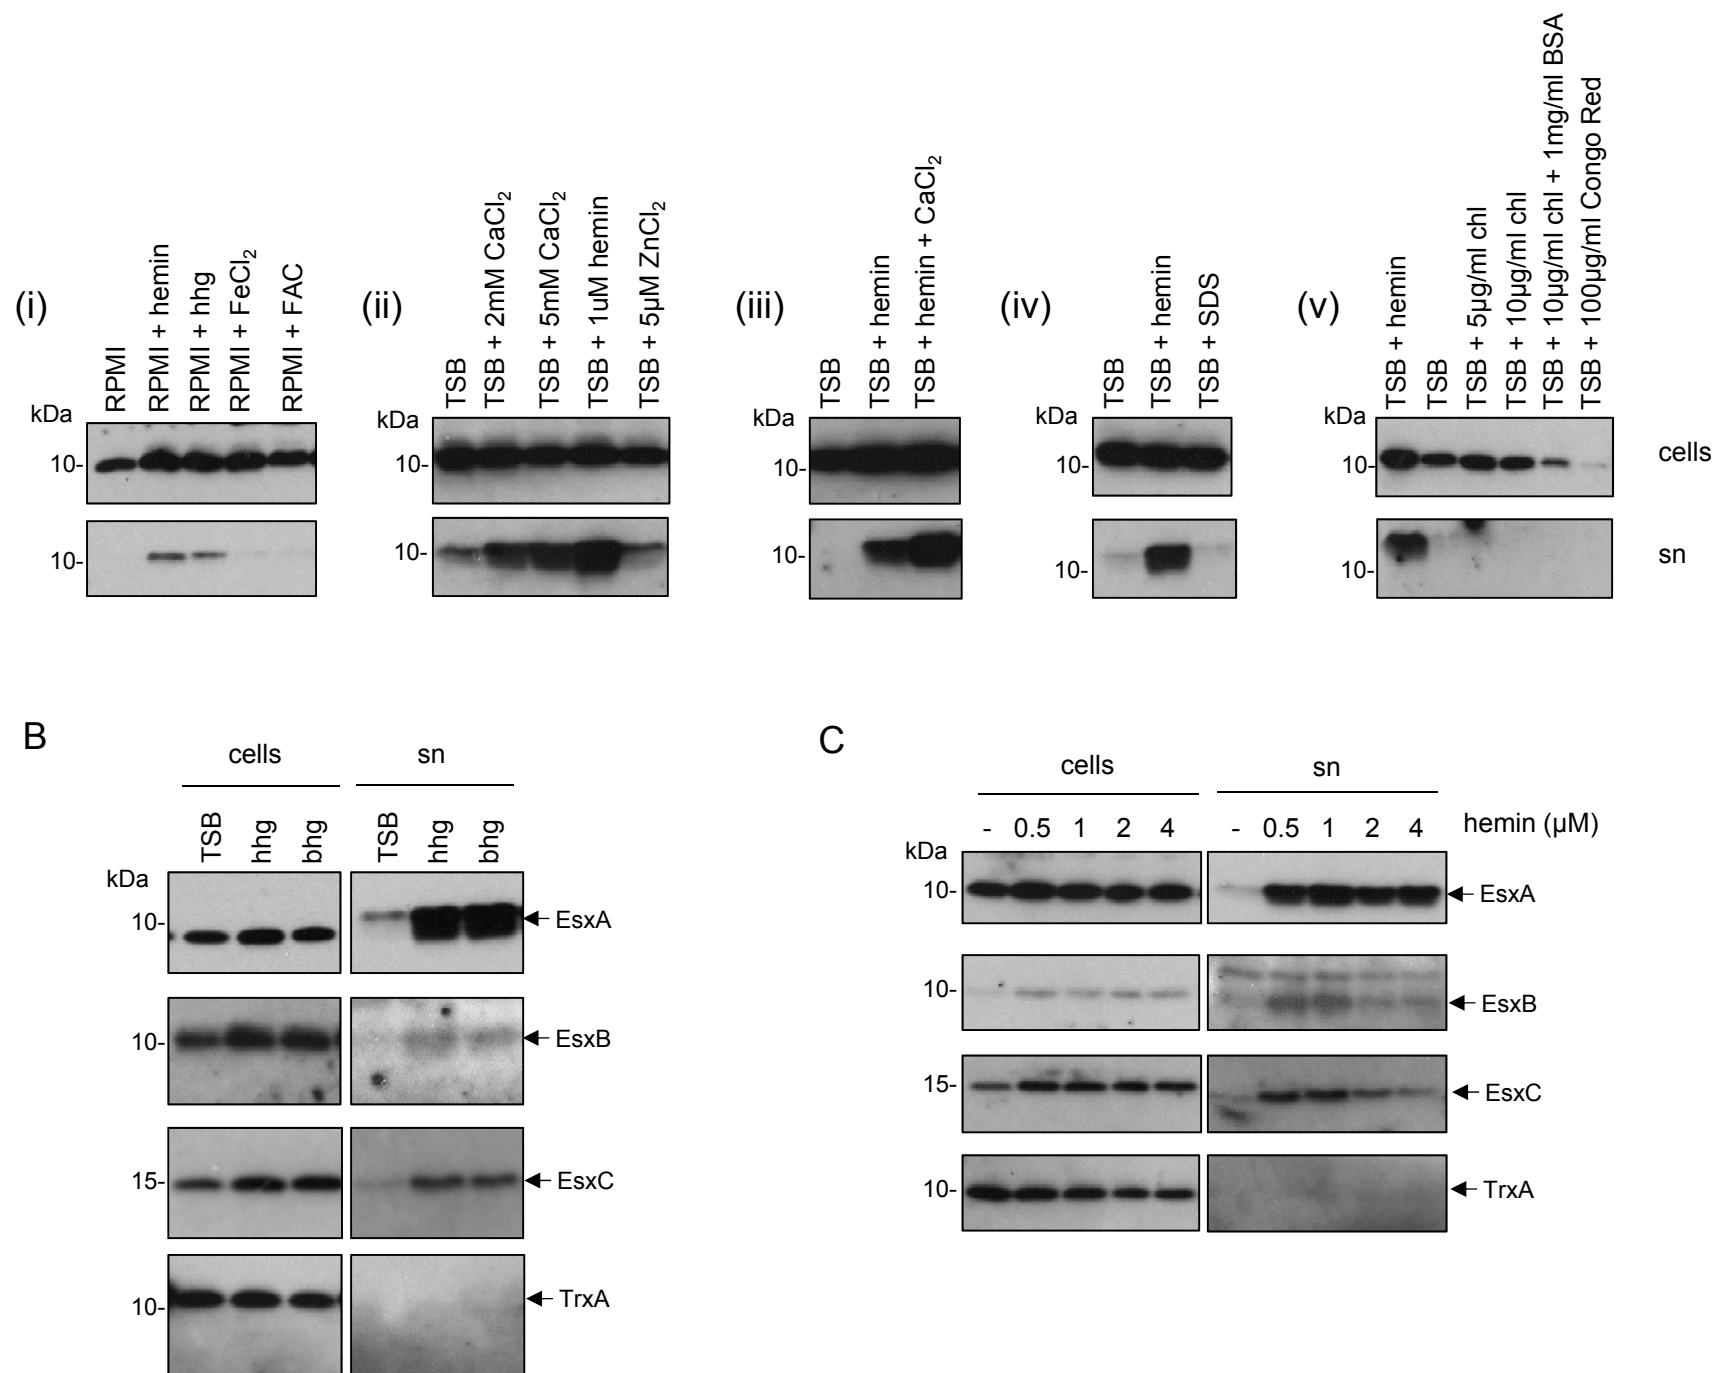 (i)
RPMI
RPMI + hemin
RPMI + hhg
RPMI + FeCl₂
RPMI + FAC
kDa
10-
10-
(ii)
TSB
TSB + 2mM CaCl₂
TSB + 5mM CaCl₂
TSB + 1uM hemin
TSB + 5µM ZnCl₂
kDa
10-
10-
(iii)
TSB
TSB + hemin
TSB + hemin + CaCl₂
kDa
10-
10-
(iv)
TSB
TSB + hemin
TSB + SDS
kDa
10-
10-
(v)
TSB + hemin
TSB
TSB + 5µg/ml chl
TSB + 10µg/ml chl
TSB + 10µg/ml chl + 1mg/ml BSA
TSB + 100µg/ml Congo Red
kDa
10-
cells
10-
sn
B
cells sn
TSB hhg bhg TSB hhg bhg
kDa
10- EsxA
10- EsxB
15- EsxC
10- TrxA
C
cells sn
- 0.5 1 2 4 - 0.5 1 2 4 hemin (µM)
kDa
10- EsxA
10- EsxB
15- EsxC
10- TrxA